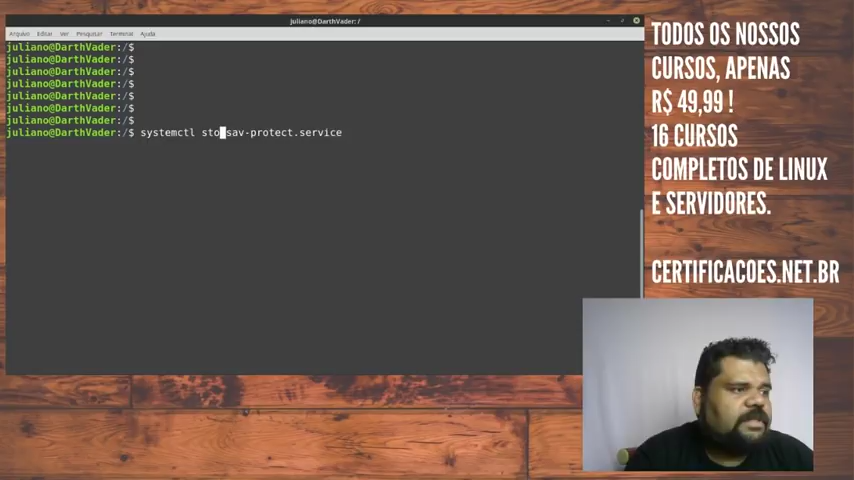 juliano@DarthVader: /
Arquivo Editar Ver Pesquisar Terminal Ajuda
juliano@DarthVader:/$
juliano@DarthVader:/$
juliano@DarthVader:/$
juliano@DarthVader:/$
juliano@DarthVader:/$
juliano@DarthVader:/$
juliano@DarthVader:/$
juliano@DarthVader:/$ systemctl sto sav-protect.service
TODOS OS NOSSOS
CURSOS, APENAS
R$ 49,99 !
16 CURSOS
COMPLETOS DE LINUX
E SERVIDORES.
CERTIFICACOES.NET.BR